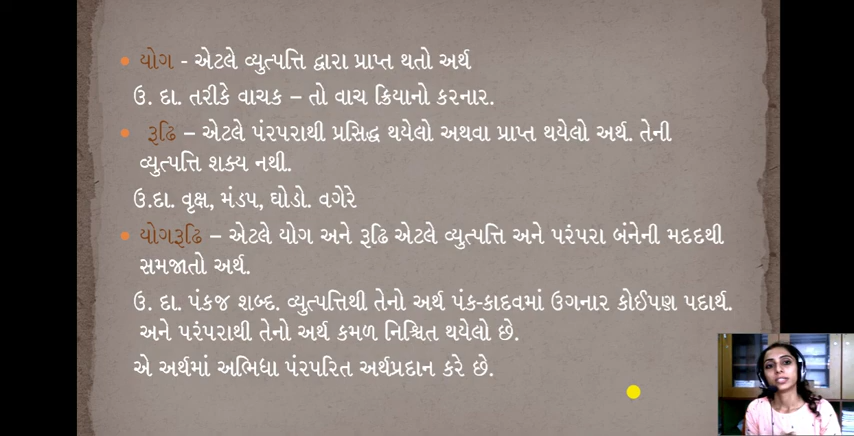 યોગ - એટલે વ્યુત્પત્તિ દ્વારા પ્રાપ્ત થતો અર્થ
ઉ. દા. તરીકે વાચક – તો વાચ ક્રિયાનો કરનાર.
રૂઢિ – એટલે પંરપરાથી પ્રસિદ્ધ થયેલો અથવા પ્રાપ્ત થયેલો અર્થ. તેની
વ્યુત્પત્તિ શક્ય નથી.
ઉ.દા. વૃક્ષ, મંડપ, ઘોડો. વગેરે
યોગરૂઢિ – એટલે યોગ અને રૂઢિ એટલે વ્યુત્પત્તિ અને પરંપરા બંનેની મદદથી
સમજાતો અર્થ.
ઉ. દા. પંકજ શબ્દ. વ્યુત્પત્તિથી તેનો અર્થ પંક-કાદવમાં ઉગનાર કોઈપણ પદાર્થ.
અને પરંપરાથી તેનો અર્થ કમળ નિશ્ચિત થયેલો છે.
એ અર્થમાં અભિધા પંરપરિત અર્થપ્રદાન કરે છે.